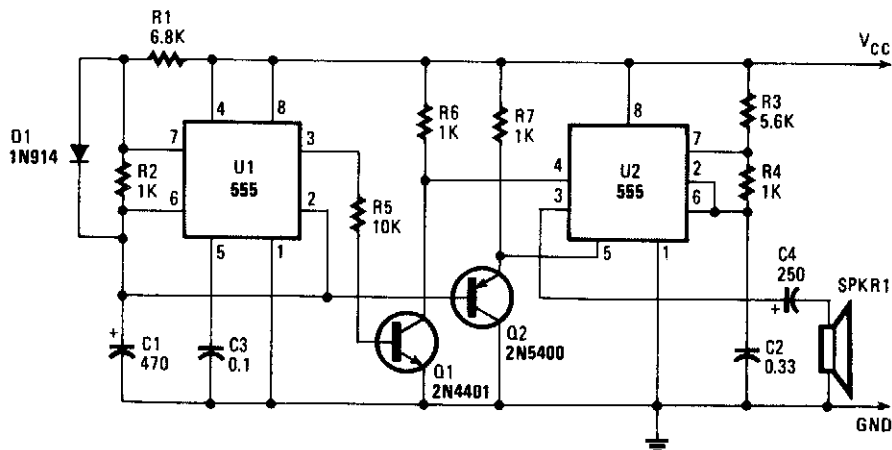 R1
6.8K
VCC
D1
1N914
R2
1K
7
6
4
8
3
2
5
1
U1
555
R5
10K
R6
1K
R7
1K
Q1
2N4401
Q2
2N5400
4
3
8
7
2
6
5
1
U2
555
R3
5.6K
R4
1K
C4
250
+
SPKR1
+
C1
470
C3
0.1
C2
0.33
GND